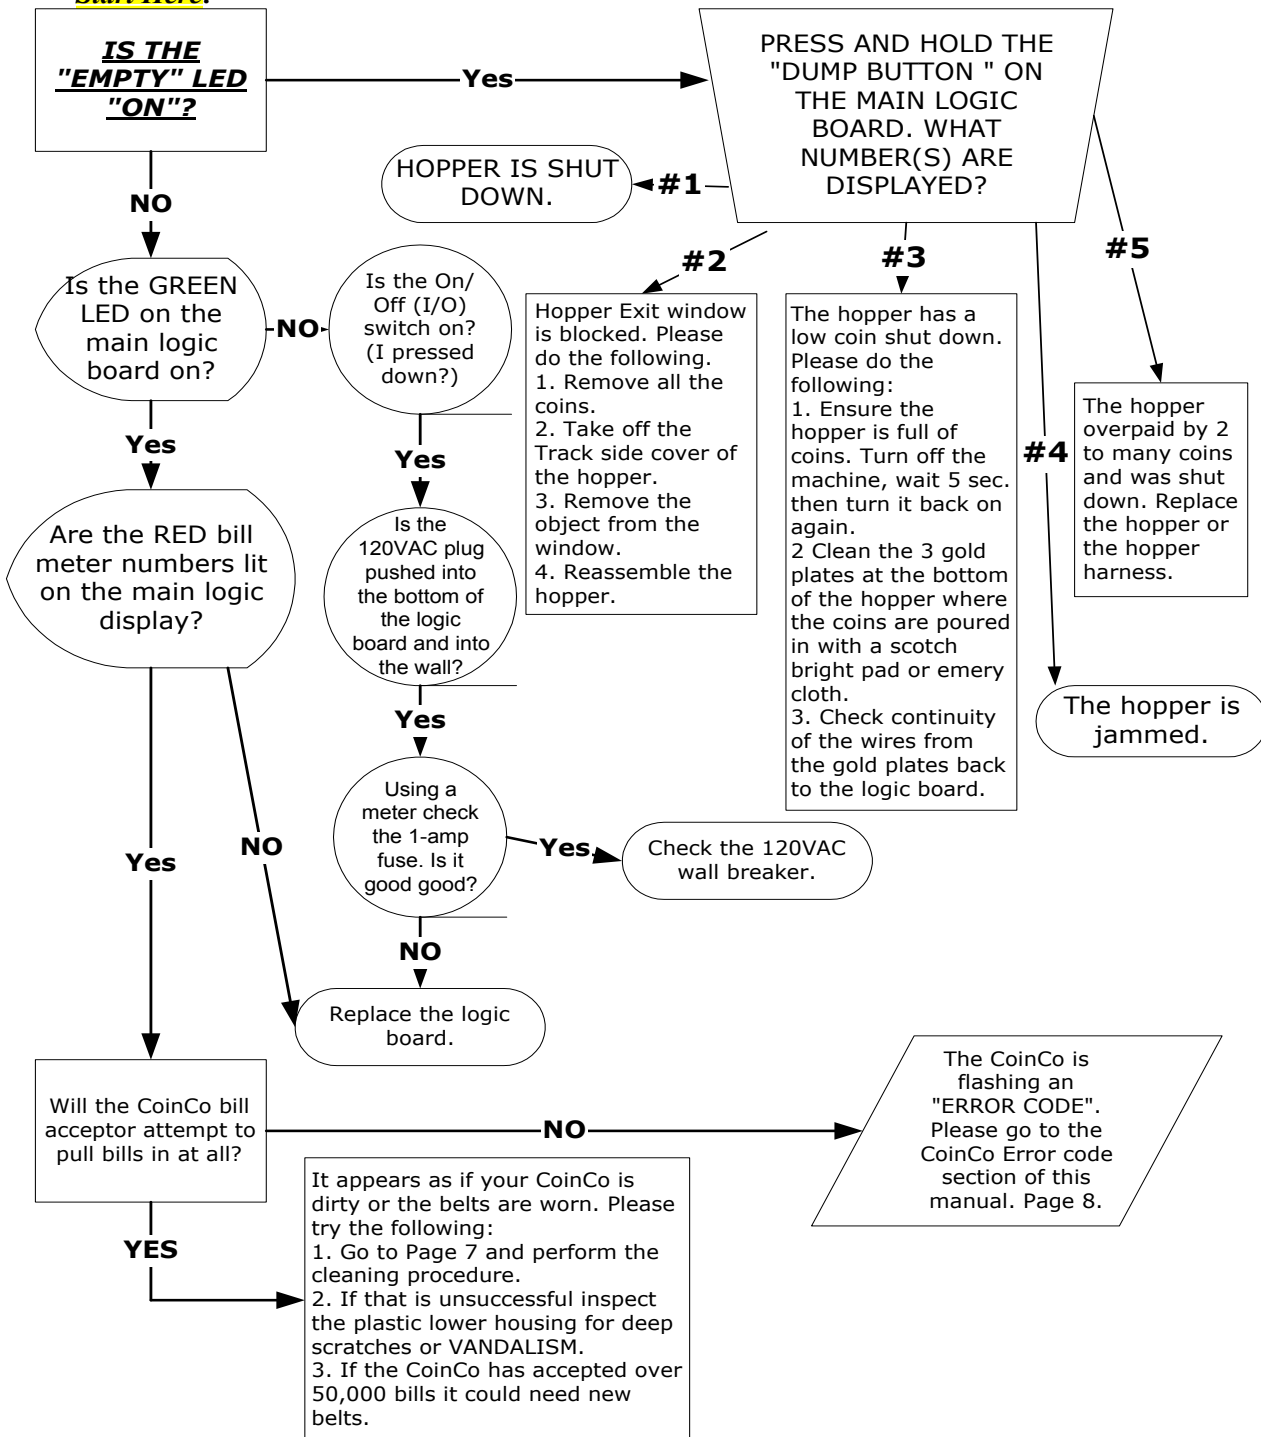 Start Here.
IS THE
"EMPTY" LED
"ON"?
Yes
PRESS AND HOLD THE
"DUMP BUTTON " ON
THE MAIN LOGIC
BOARD. WHAT
NUMBER(S) ARE
DISPLAYED?
#1
HOPPER IS SHUT
DOWN.
#2
Hopper Exit window
is blocked. Please
do the following.
1. Remove all the
coins.
2. Take off the
Track side cover of
the hopper.
3. Remove the
object from the
window.
4. Reassemble the
hopper.
#3
The hopper has a
low coin shut down.
Please do the
following:
1. Ensure the
hopper is full of
coins. Turn off the
machine, wait 5 sec.
then turn it back on
again.
2 Clean the 3 gold
plates at the bottom
of the hopper where
the coins are poured
in with a scotch
bright pad or emery
cloth.
3. Check continuity
of the wires from
the gold plates back
to the logic board.
#4
The hopper is
jammed.
#5
The hopper
overpaid by 2
to many coins
and was shut
down. Replace
the hopper or
the hopper
harness.
NO
Is the GREEN
LED on the
main logic
board on?
NO
Is the On/
Off (I/O)
switch on?
(I pressed
down?)
Yes
Is the
120VAC plug
pushed into
the bottom of
the logic
board and into
the wall?
Yes
Using a
meter check
the 1-amp
fuse. Is it
good good?
Yes
Check the 120VAC
wall breaker.
NO
Replace the logic
board.
Yes
Are the RED bill
meter numbers lit
on the main logic
display?
NO
Yes
Will the CoinCo bill
acceptor attempt to
pull bills in at all?
NO
The CoinCo is
flashing an
"ERROR CODE".
Please go to the
CoinCo Error code
section of this
manual. Page 8.
YES
It appears as if your CoinCo is
dirty or the belts are worn. Please
try the following:
1. Go to Page 7 and perform the
cleaning procedure.
2. If that is unsuccessful inspect
the plastic lower housing for deep
scratches or VANDALISM.
3. If the CoinCo has accepted over
50,000 bills it could need new
belts.